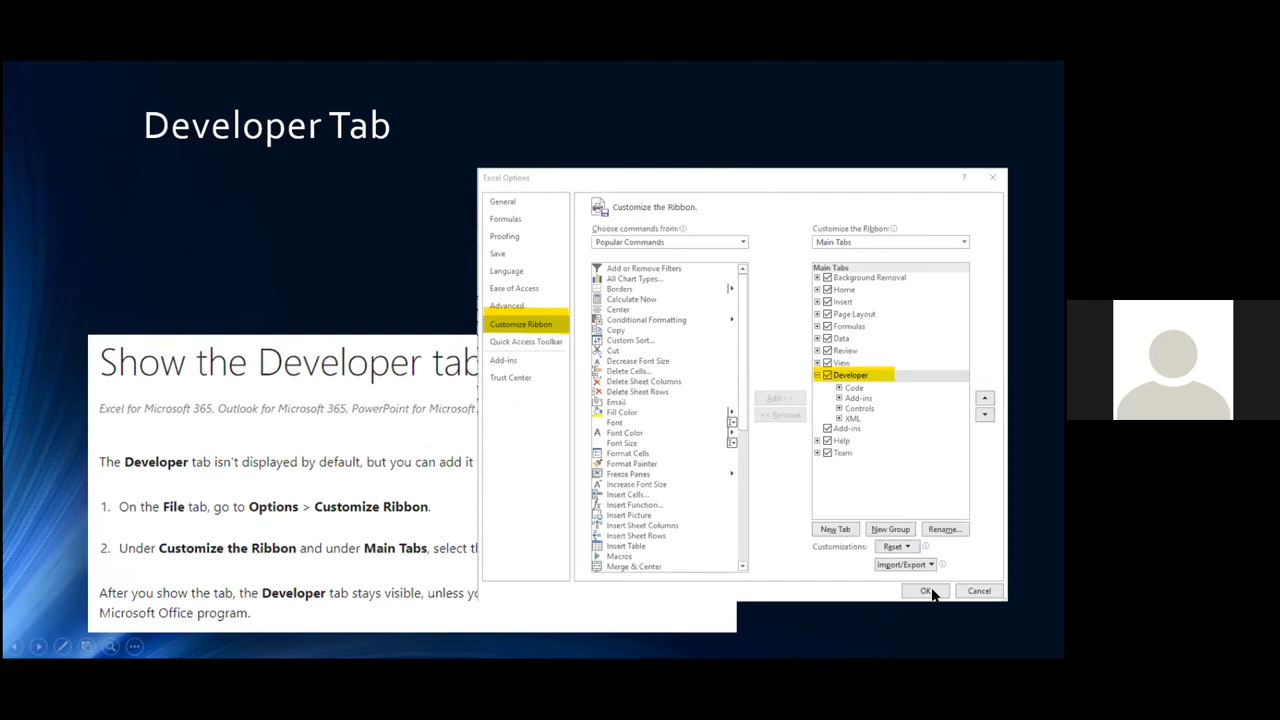 Developer Tab
Show the Developer tab
Excel for Microsoft 365, Outlook for Microsoft 365, PowerPoint for Microsoft
The Developer tab isn't displayed by default, but you can add it
1. On the File tab, go to Options > Customize Ribbon.
2. Under Customize the Ribbon and under Main Tabs, select
After you show the tab, the Developer tab stays visible, unless
Microsoft Office program.
Excel Options
?
General
Formulas
Proofing
Save
Language
Ease of Access
Advanced
Customize Ribbon
Quick Access Toolbar
Add-ins
Trust Center
Customize the Ribbon.
Choose commands from:
Popular Commands
Add or Remove Filters
All Chart Types...
Borders
Calculate Now
Center
Conditional Formatting
Copy
Custom Sort...
Cut
Decrease Font Size
Delete Cells...
Delete Sheet Columns
Delete Sheet Rows
Email
Fill Color
Font
Font Color
Font Size
Format Cells
Format Painter
Freeze Panes
Increase Font Size
Insert Cells...
Insert Function...
Insert Picture
Insert Sheet Columns
Insert Sheet Rows
Insert Table
Macros
Merge & Center
Add >>
<< Remove
Customize the Ribbon:
Main Tabs
Main Tabs
Background Removal
Home
Insert
Page Layout
Formulas
Data
Review
View
Developer
Code
Add-ins
Controls
XML
Add-ins
Help
Team
New Tab
New Group
Rename...
Customizations:
Reset
Import/Export
OK
Cancel